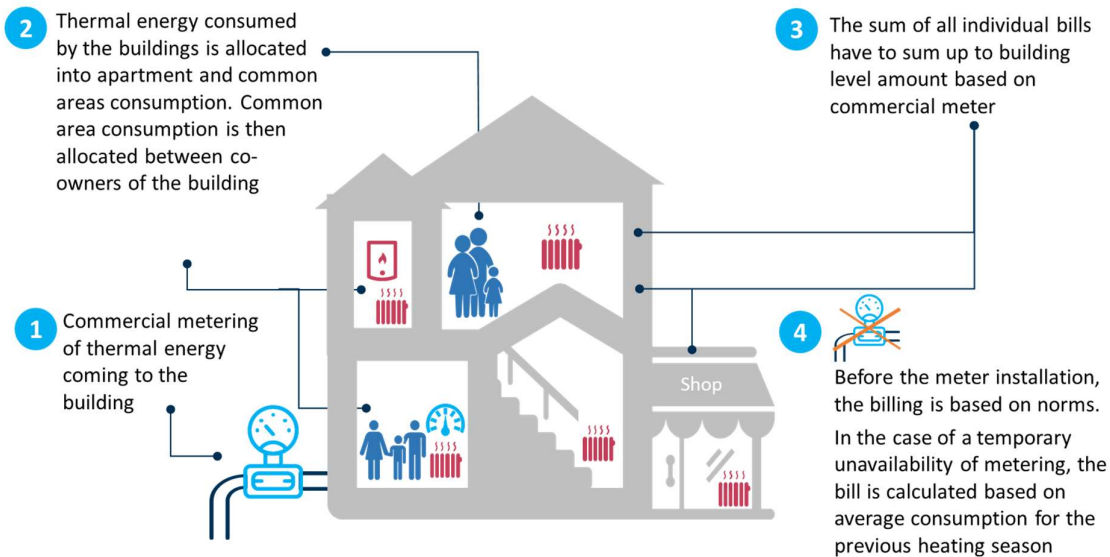 2
Thermal energy consumed
by the buildings is allocated
into apartment and common
areas consumption. Common
area consumption is then
allocated between co-
owners of the building
3
The sum of all individual bills
have to sum up to building
level amount based on
commercial meter
1
Commercial metering
of thermal energy
coming to the
building
Shop
4
Before the meter installation,
the billing is based on norms.
In the case of a temporary
unavailability of metering, the
bill is calculated based on
average consumption for the
previous heating season